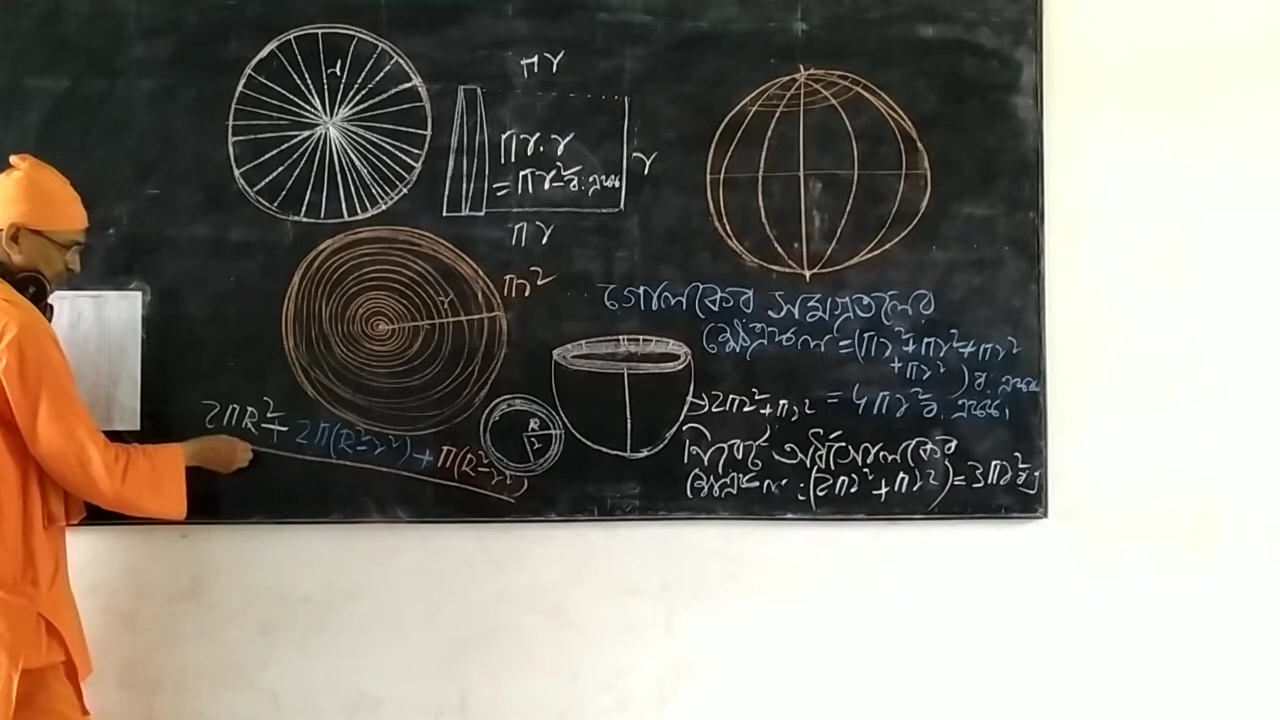 r
πr
πr.r
= πr² ব. একক
r
πr
r
πr²
গোলকের সমগ্রতলের
ক্ষেত্রফল = (πr²+πr²+πr²
+πr²) ব. একক
= 4πr² ব. একক।
→2πr²+πr²
নিরেট অর্ধগোলকের
ক্ষেত্রফল : (2πr²+πr²) = 3πr²
R
2πR²+ 2π(R²-r²)+π(R²-r²)